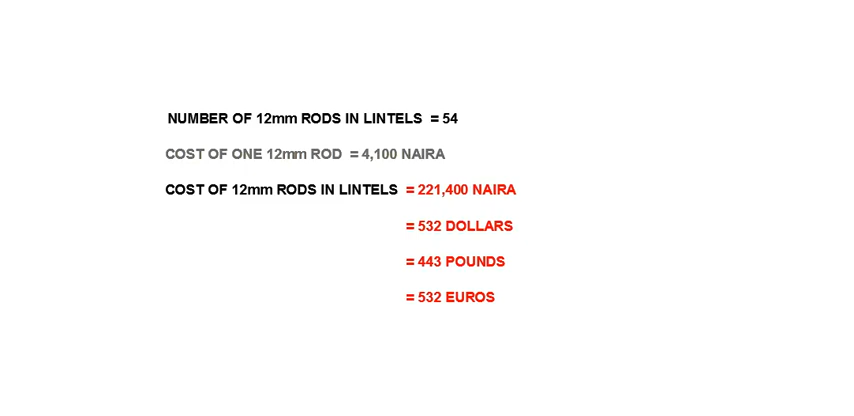 NUMBER OF 12mm RODS IN LINTELS = 54
COST OF ONE 12mm ROD = 4,100 NAIRA
COST OF 12mm RODS IN LINTELS = 221,400 NAIRA
= 532 DOLLARS
= 443 POUNDS
= 532 EUROS